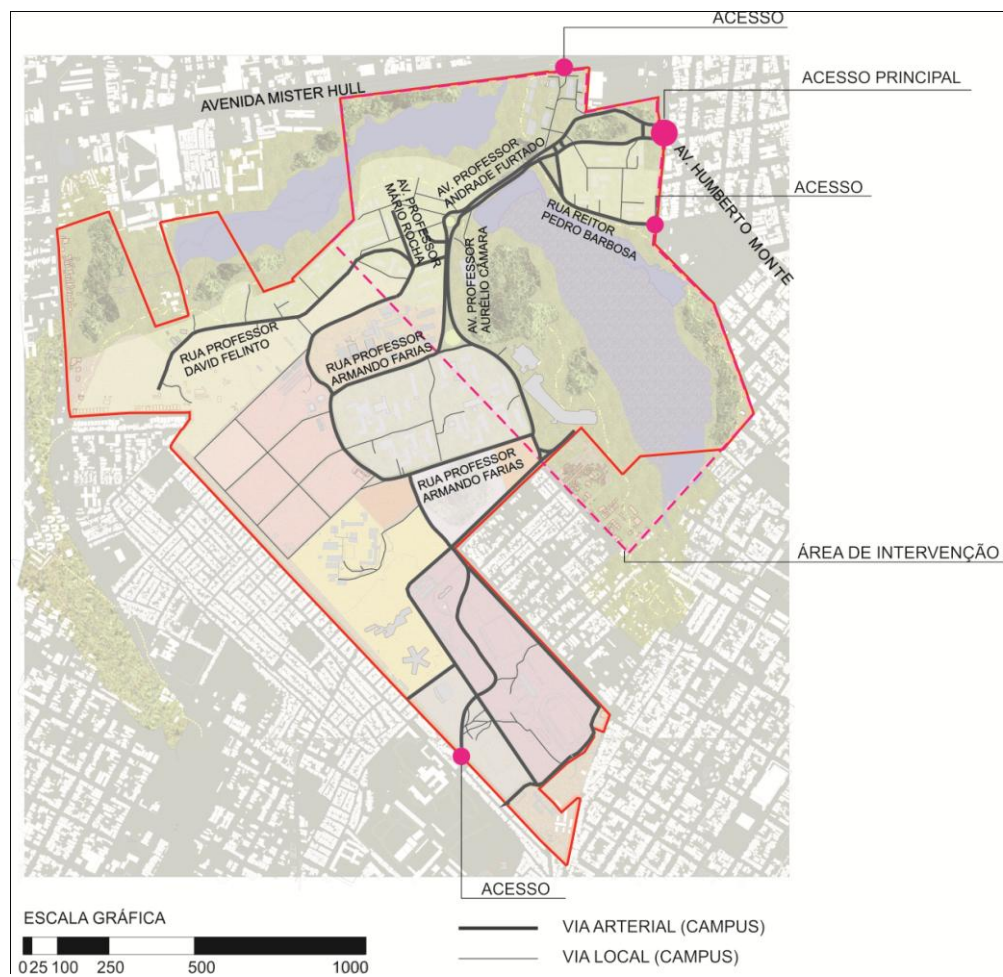 ACESSO
ACESSO PRINCIPAL
AVENIDA MISTER HULL
AV. PROFESSOR
ANDRADE FURTADO
AV. HUMBERTO MONTE
ACESSO
AV. PROFESSOR
MÁRIO ROCHA
RUA REITOR
PEDRO BARBOSA
AV. PROFESSOR
AURÉLIO CÂMARA
RUA PROFESSOR
DAVID FELINTO
RUA PROFESSOR
ARMANDO FARIAS
RUA PROFESSOR
ARMANDO FARIAS
ÁREA DE INTERVENÇÃO
ACESSO
ESCALA GRÁFICA
0 25 100 250 500 1000
VIA ARTERIAL (CAMPUS)
VIA LOCAL (CAMPUS)